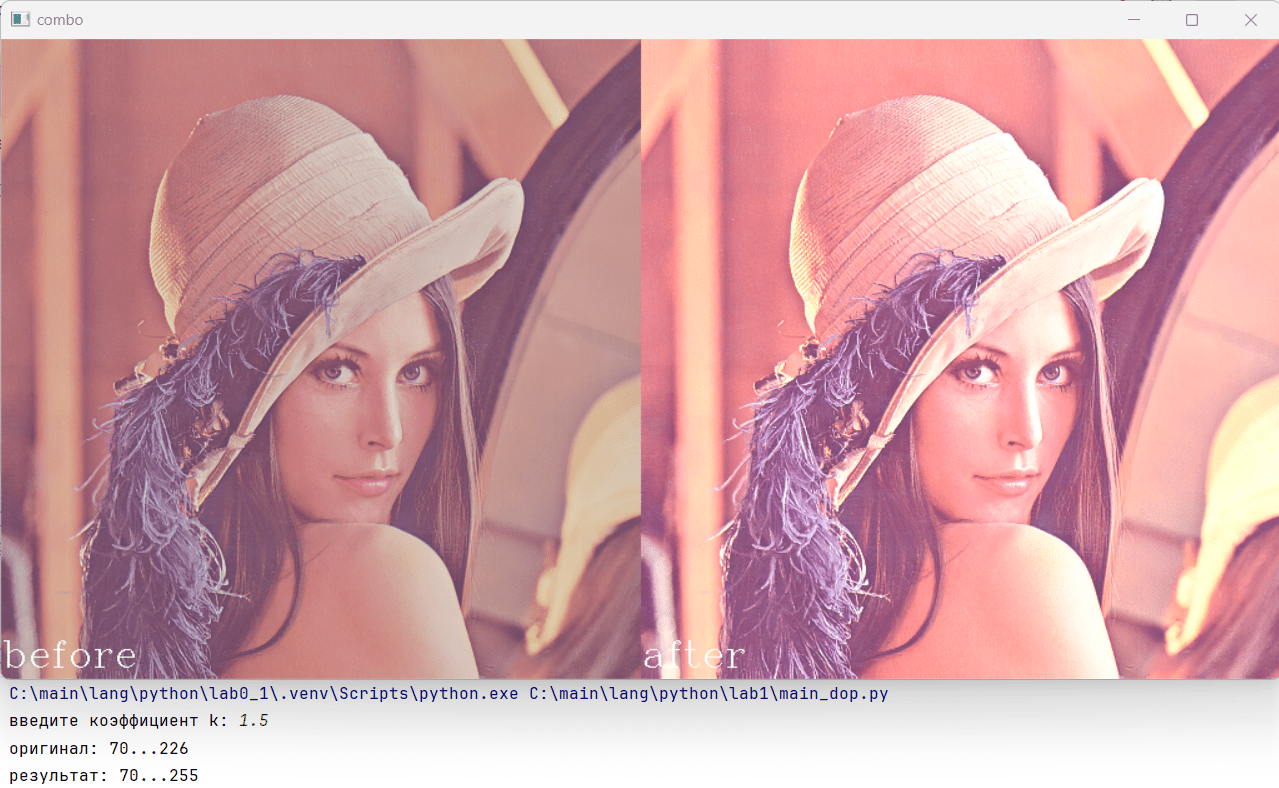 combo
before
after
C:\main\lang\python\lab0_1\.venv\Scripts\python.exe C:\main\lang\python\lab1\main_dop.py
введите коэффициент k: 1.5
оригинал: 70...226
результат: 70...255